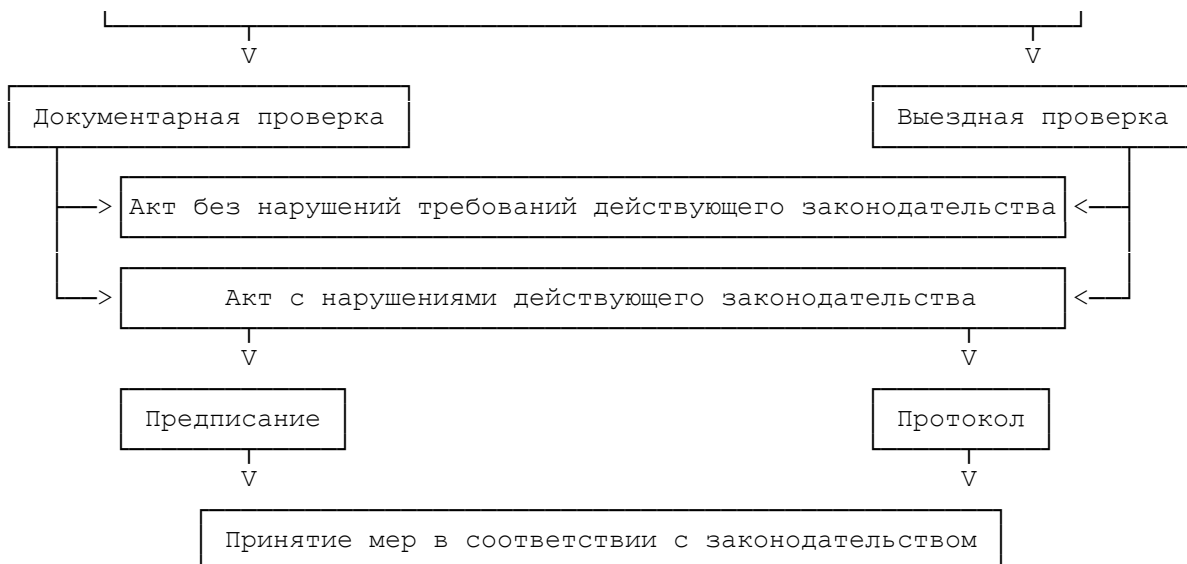 V V
Документарная проверка Выездная проверка
> Акт без нарушений требований действующего законодательства <
> Акт с нарушениями действующего законодательства <
V V
Предписание Протокол
V V
Принятие мер в соответствии с законодательством